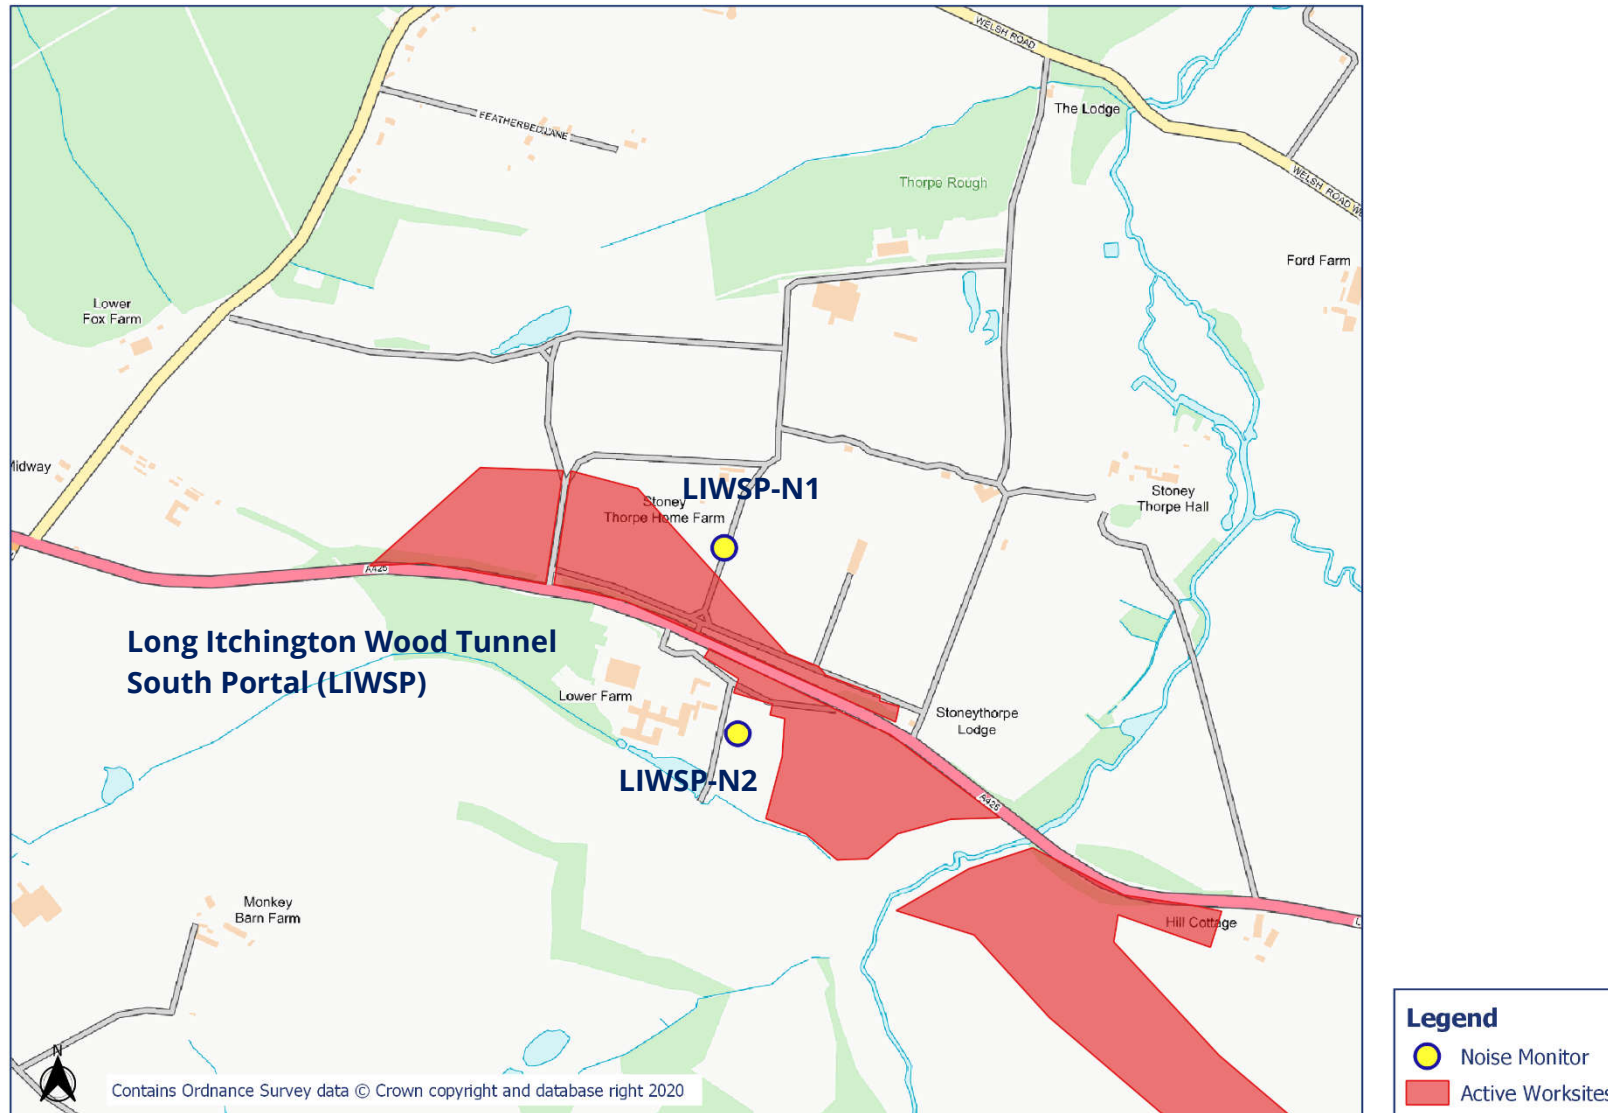 WELSH ROAD
FEATHERBED LANE
The Lodge
Thorpe Rough
WELSH ROAD WE
Ford Farm
Lower
Fox Farm
Midway
LIWSP-N1
Stoney
Thorpe Home Farm
Stoney
Thorpe Hall
A425
Long Itchington Wood Tunnel
South Portal (LIWSP)
Lower Farm
Stoneythorpe
Lodge
LIWSP-N2
A425
Monkey
Barn Farm
Hill Cottage
L
N
Contains Ordnance Survey data © Crown copyright and database right 2020
Legend
Noise Monitor
Active Worksites